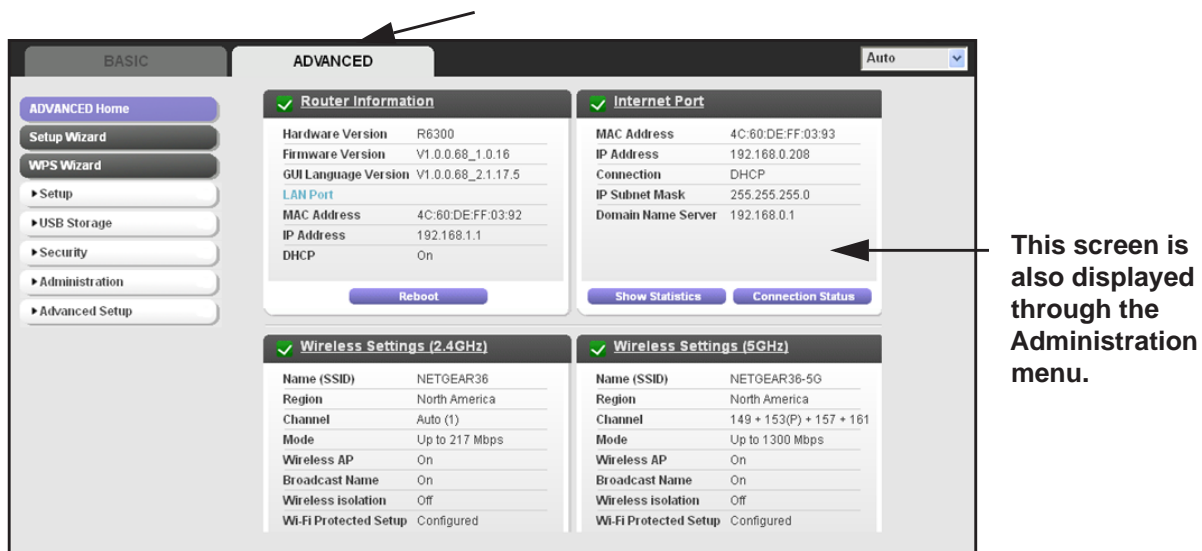 BASIC
ADVANCED
Auto
ADVANCED Home
Setup Wizard
WPS Wizard
Setup
USB Storage
Security
Administration
Advanced Setup
Router Information
Hardware Version R6300
Firmware Version V1.0.0.68_1.0.16
GUI Language Version V1.0.0.68_2.1.17.5
LAN Port
MAC Address 4C:60:DE:FF:03:92
IP Address 192.168.1.1
DHCP On
Reboot
Internet Port
MAC Address 4C:60:DE:FF:03:93
IP Address 192.168.0.208
Connection DHCP
IP Subnet Mask 255.255.255.0
Domain Name Server 192.168.0.1
Show Statistics Connection Status
Wireless Settings (2.4GHz)
Name (SSID) NETGEAR36
Region North America
Channel Auto (1)
Mode Up to 217 Mbps
Wireless AP On
Broadcast Name On
Wireless isolation Off
Wi-Fi Protected Setup Configured
Wireless Settings (5GHz)
Name (SSID) NETGEAR36-5G
Region North America
Channel 149 + 153(P) + 157 + 161
Mode Up to 1300 Mbps
Wireless AP On
Broadcast Name On
Wireless isolation Off
Wi-Fi Protected Setup Configured
This screen is
also displayed
through the
Administration
menu.